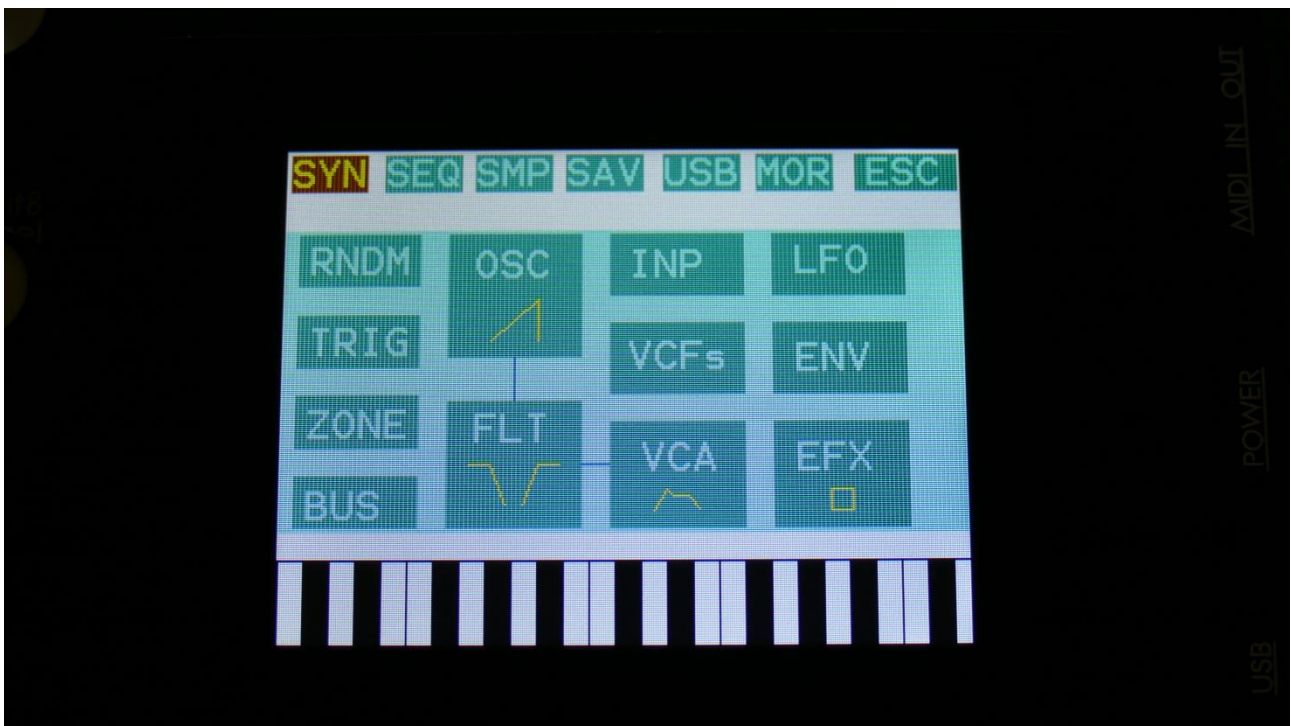 SYN SEQ SMP SAV USB MOR ESC
RNDM OSC INP LFO
TRIG VCFs ENV
ZONE FLT VCA EFX
BUS
MIDI IN OUT
POWER
USB